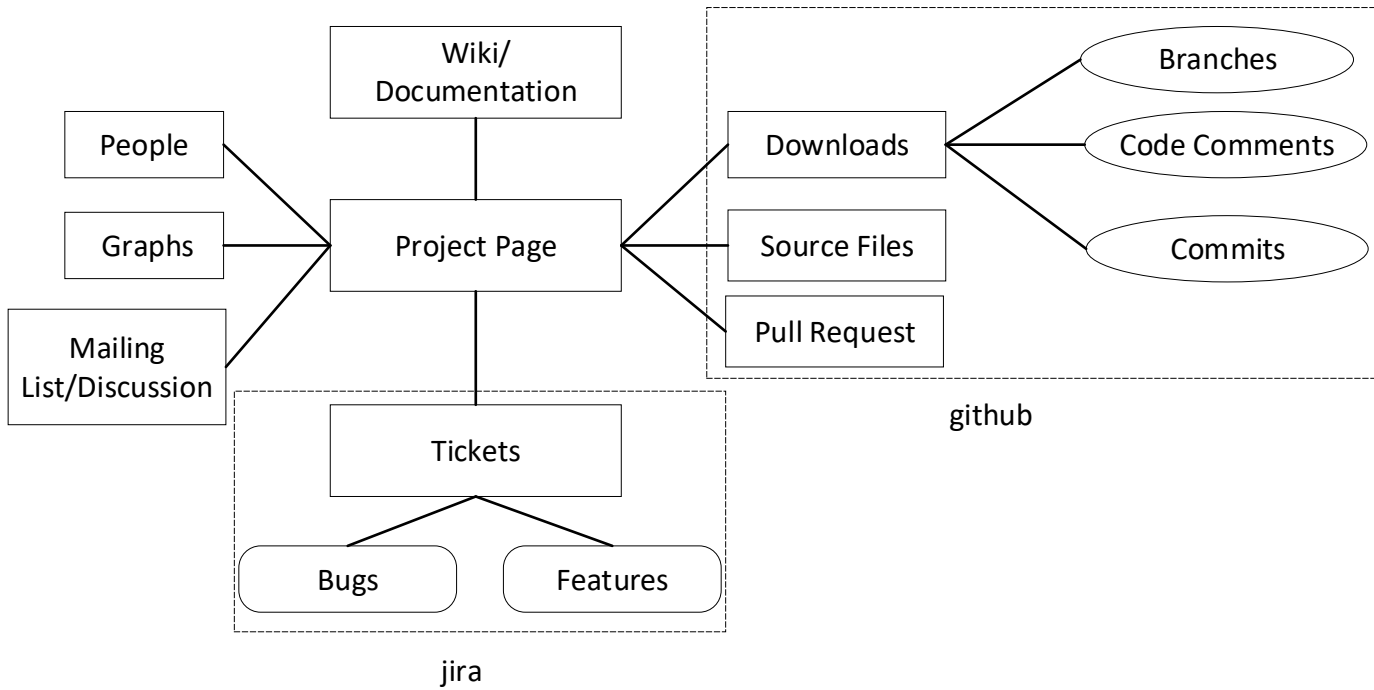 Wiki/
Documentation
People
Graphs
Mailing
List/Discussion
Project Page
Downloads
Source Files
Pull Request
Branches
Code Comments
Commits
github
Tickets
Bugs
Features
jira